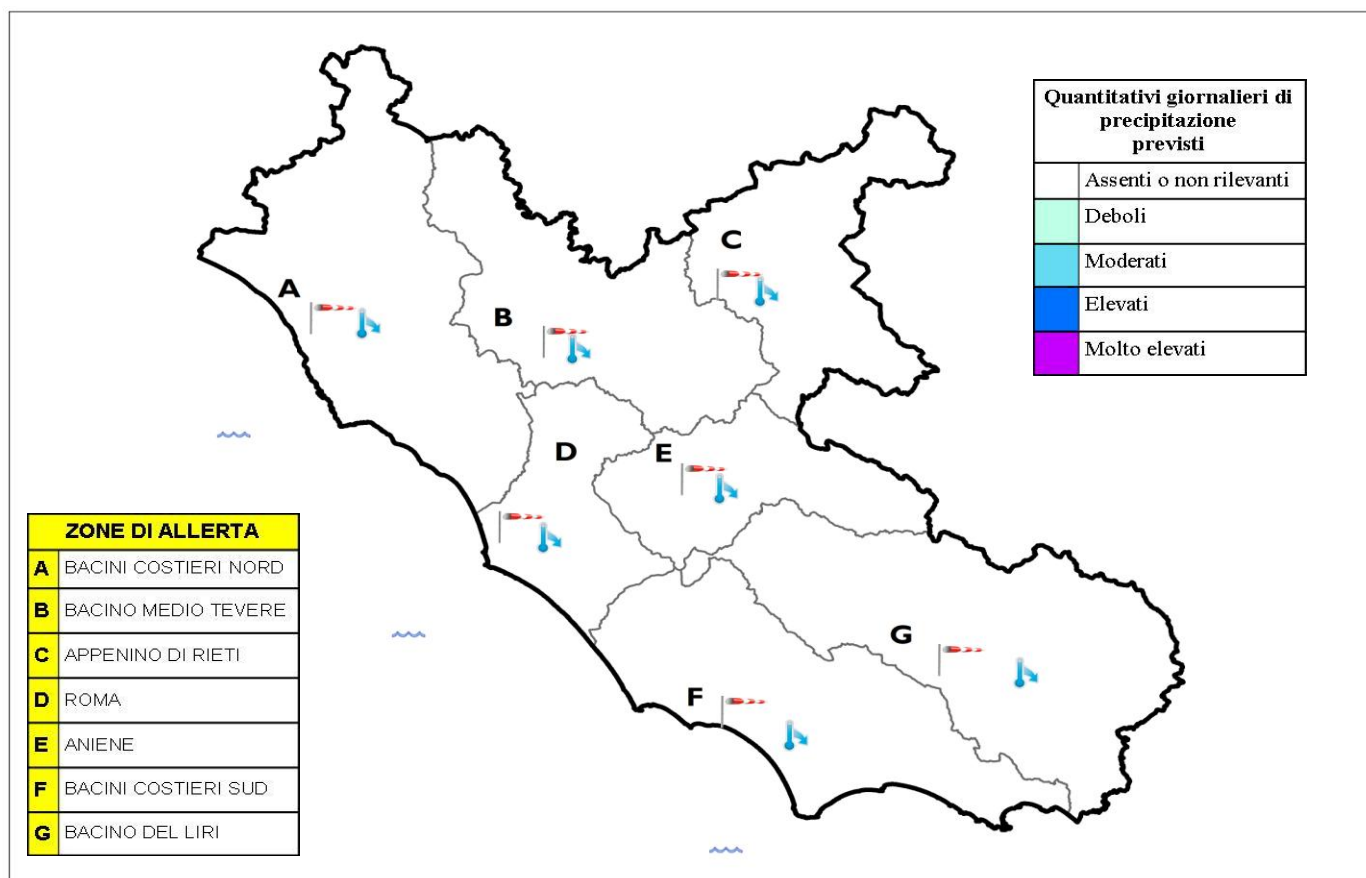 Quantitativi giornalieri di
precipitazione
previsti
Assenti o non rilevanti
Deboli
Moderati
Elevati
Molto elevati
C
A
B
D
E
G
F
ZONE DI ALLERTA
A BACINI COSTIERI NORD
B BACINO MEDIO TEVERE
C APPENINO DI RIETI
D ROMA
E ANIENE
F BACINI COSTIERI SUD
G BACINO DEL LIRI